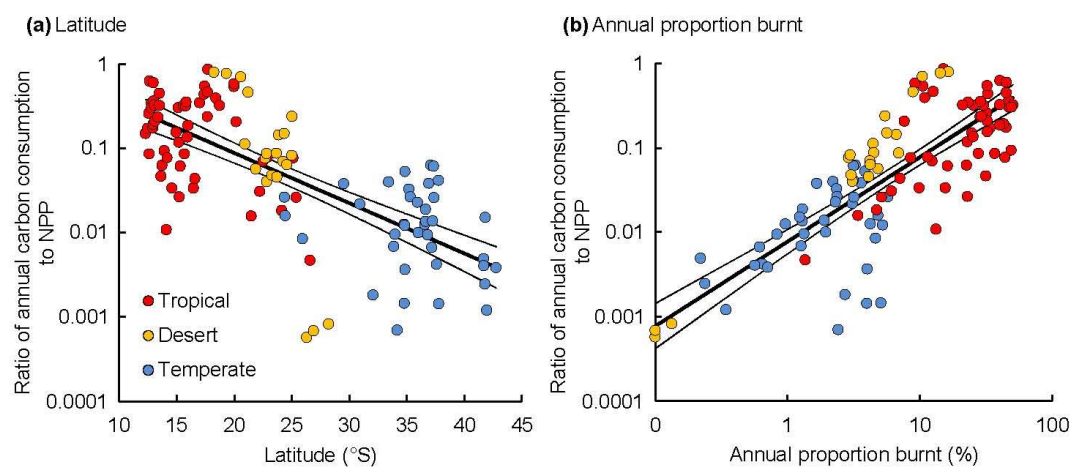 (a) Latitude
Ratio of annual carbon consumption
to NPP
1
0.1
0.01
0.001
0.0001
Tropical
Desert
Temperate
10 15 20 25 30 35 40 45
Latitude (°S)
(b) Annual proportion burnt
Ratio of annual carbon consumption
to NPP
1
0.1
0.01
0.001
0.0001
0 1 10 100
Annual proportion burnt (%)